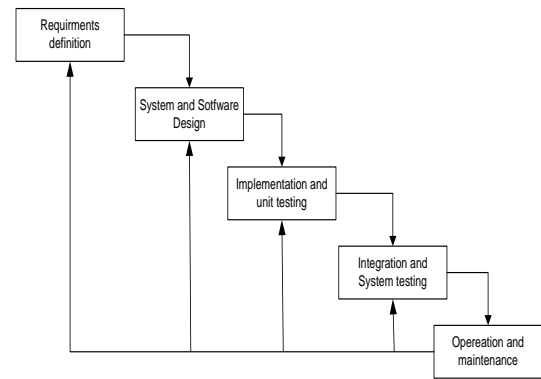 Requirments
definition
System and Sotfware
Design
Implementation and
unit testing
Integration and
System testing
Opereation and
maintenance